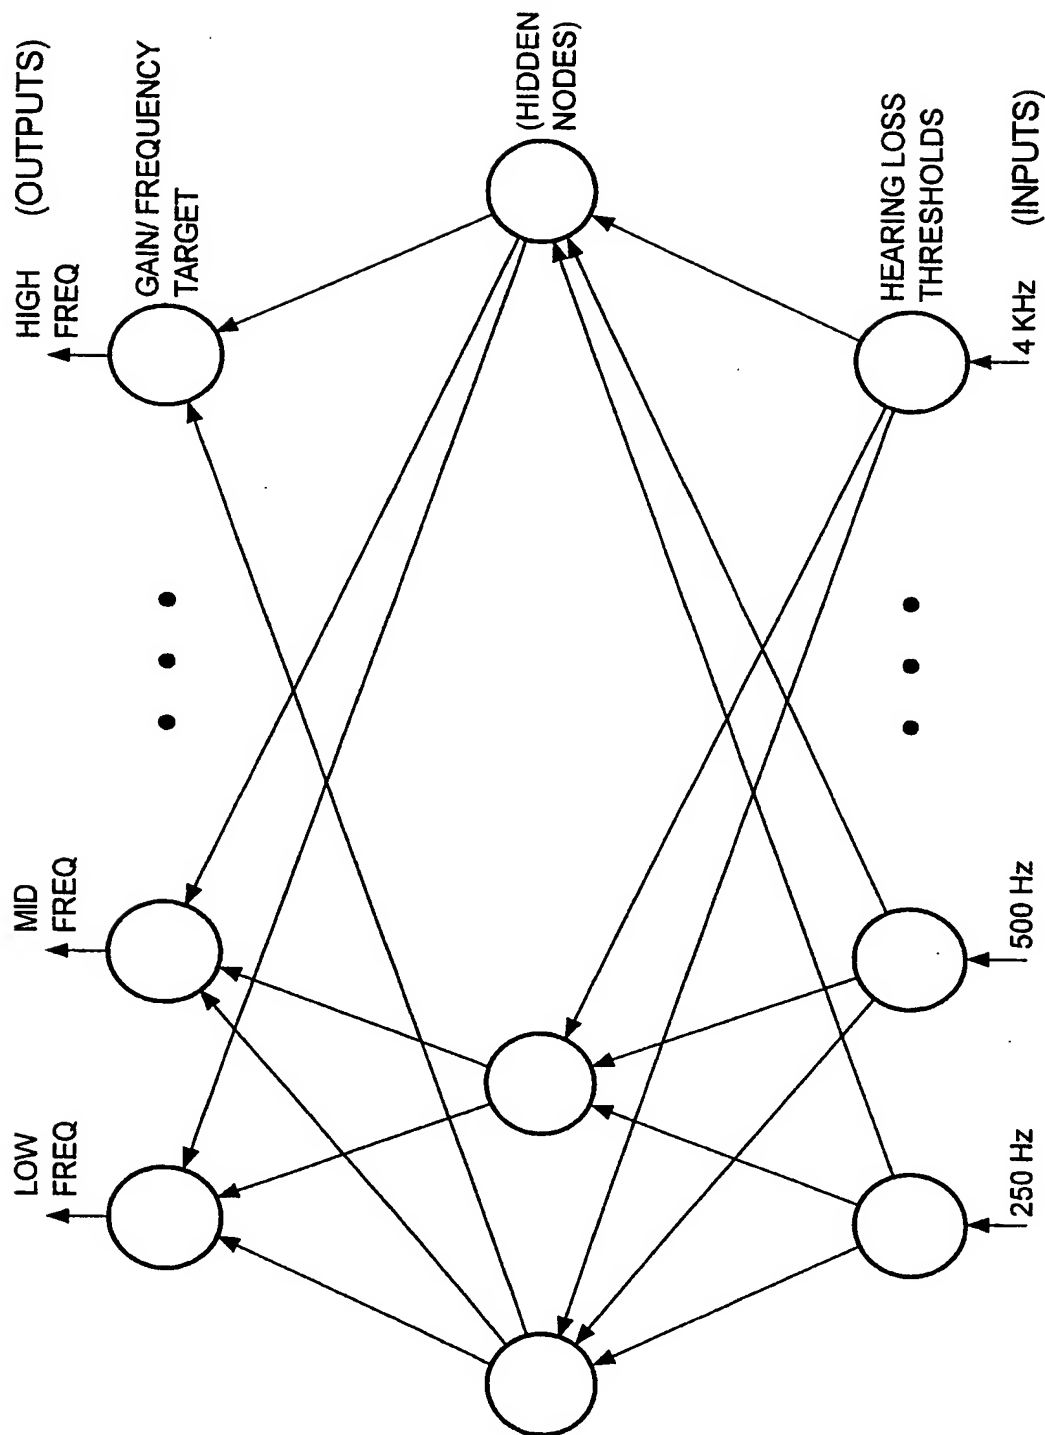 LOW
FREQ
MID
FREQ
HIGH
FREQ
(OUTPUTS)
GAIN/ FREQUENCY
TARGET
(HIDDEN
NODES)
HEARING LOSS
THRESHOLDS
250 Hz
500 Hz
4 KHz
(INPUTS)